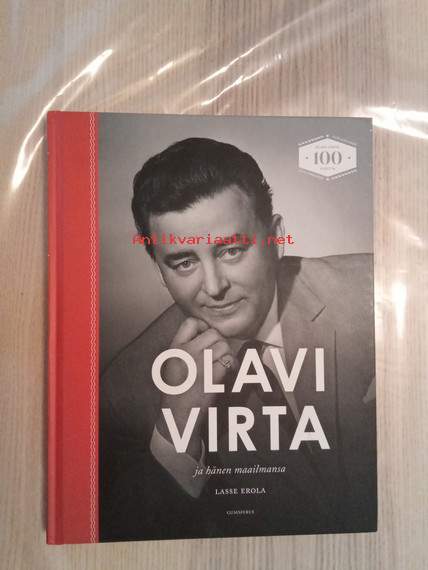 100
Antikvariaatti.net
OLAVI
VIRTA
ja hänen maailmansa
LASSE EROLA
GUMMERUS